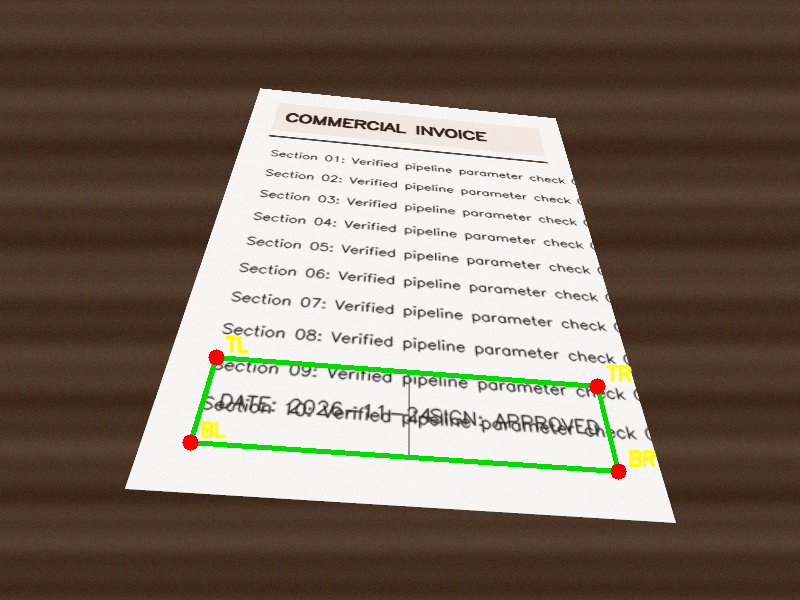 COMMERCIAL INVOICE
Section 01: Verified pipeline parameter check
Section 02: Verified pipeline parameter check
Section 03: Verified pipeline parameter check
Section 04: Verified pipeline parameter check
Section 05: Verified pipeline parameter check
Section 06: Verified pipeline parameter check
Section 07: Verified pipeline parameter check
Section 08: Verified pipeline parameter check
TL
TR
Section 09: Verified pipeline parameter check
DATE: 2026-11-24 SIGN: APPROVED
Section 10: Verified pipeline parameter check
BL
BR